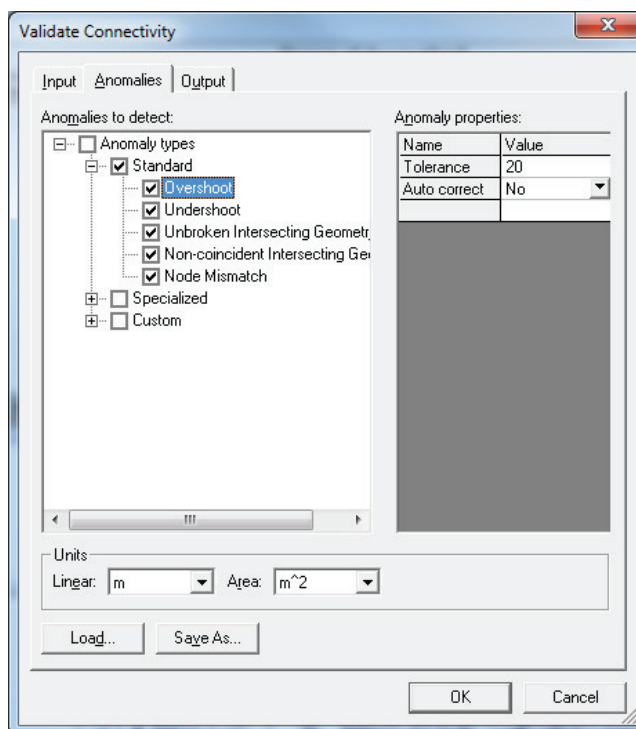 Validate Connectivity
Input Anomalies Output
Anomalies to detect:
Anomaly types
Standard
Overshoot
Undershoot
Unbroken Intersecting Geometr
Non-coincident Intersecting Ge
Node Mismatch
Specialized
Custom
Anomaly properties:
Name Value
Tolerance 20
Auto correct No
Units
Linear: m Area: m^2
Load... Save As...
OK Cancel